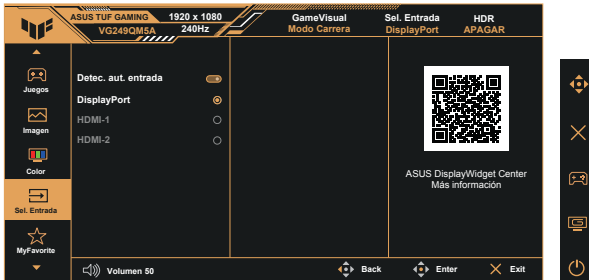 ASUS TUF GAMING 1920 x 1080
VG249QM5A 240Hz
GameVisual
Modo Carrera
Sel. Entrada
DisplayPort
HDR
APAGAR
Juegos
Imagen
Color
Sel. Entrada
MyFavorite
Detec. aut. entrada
DisplayPort
HDMI-1
HDMI-2
ASUS DisplayWidget Center
Más información
Volumen 50
Back
Enter
Exit